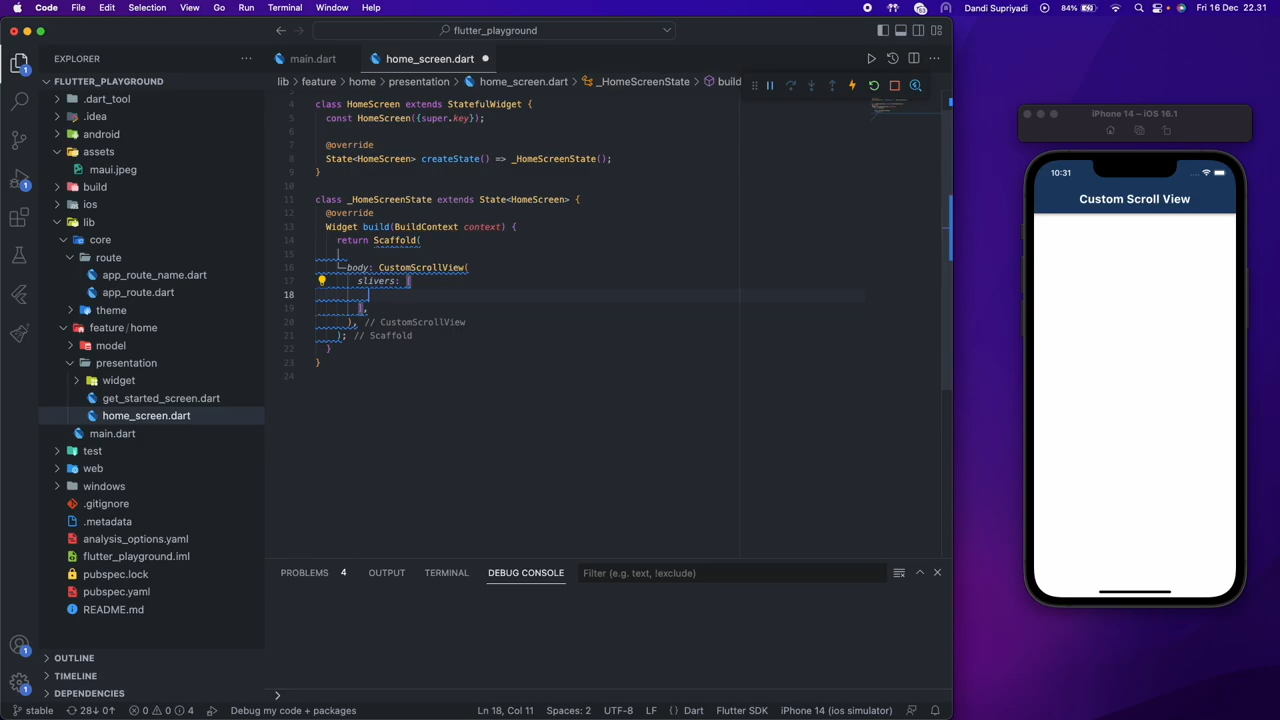 Code File Edit Selection View Go Run Terminal Window Help Dandi Supriyadi 84% Fri 16 Dec 22.31
flutter_playground
EXPLORER
main.dart
home_screen.dart
FLUTTER_PLAYGROUND
lib feature home presentation home_screen.dart _HomeScreenState build
.dart_tool
.idea
android
assets
maui.jpeg
build
ios
lib
core
route
app_route_name.dart
app_route.dart
theme
feature/home
model
presentation
widget
get_started_screen.dart
home_screen.dart
main.dart
test
web
windows
.gitignore
.metadata
analysis_options.yaml
flutter_playground.iml
pubspec.lock
pubspec.yaml
README.md
OUTLINE
TIMELINE
DEPENDENCIES
4 class HomeScreen extends StatefulWidget {
5 const HomeScreen({super.key});
6
7 @override
8 State<HomeScreen> createState() => _HomeScreenState();
9 }
10
11 class _HomeScreenState extends State<HomeScreen> {
12 @override
13 Widget build(BuildContext context) {
14 return Scaffold(
15
16 body: CustomScrollView(
17 slivers: [
18
19 ],
20 ), // CustomScrollView
21 ); // Scaffold
22 }
23 }
24
PROBLEMS 4 OUTPUT TERMINAL DEBUG CONSOLE Filter (e.g. text, !exclude)
stable 28↓ 0↑ 0 0 4 Debug my code + packages Ln 18, Col 11 Spaces: 2 UTF-8 LF {} Dart Flutter SDK iPhone 14 (ios simulator)
iPhone 14 – iOS 16.1
10:31
Custom Scroll View